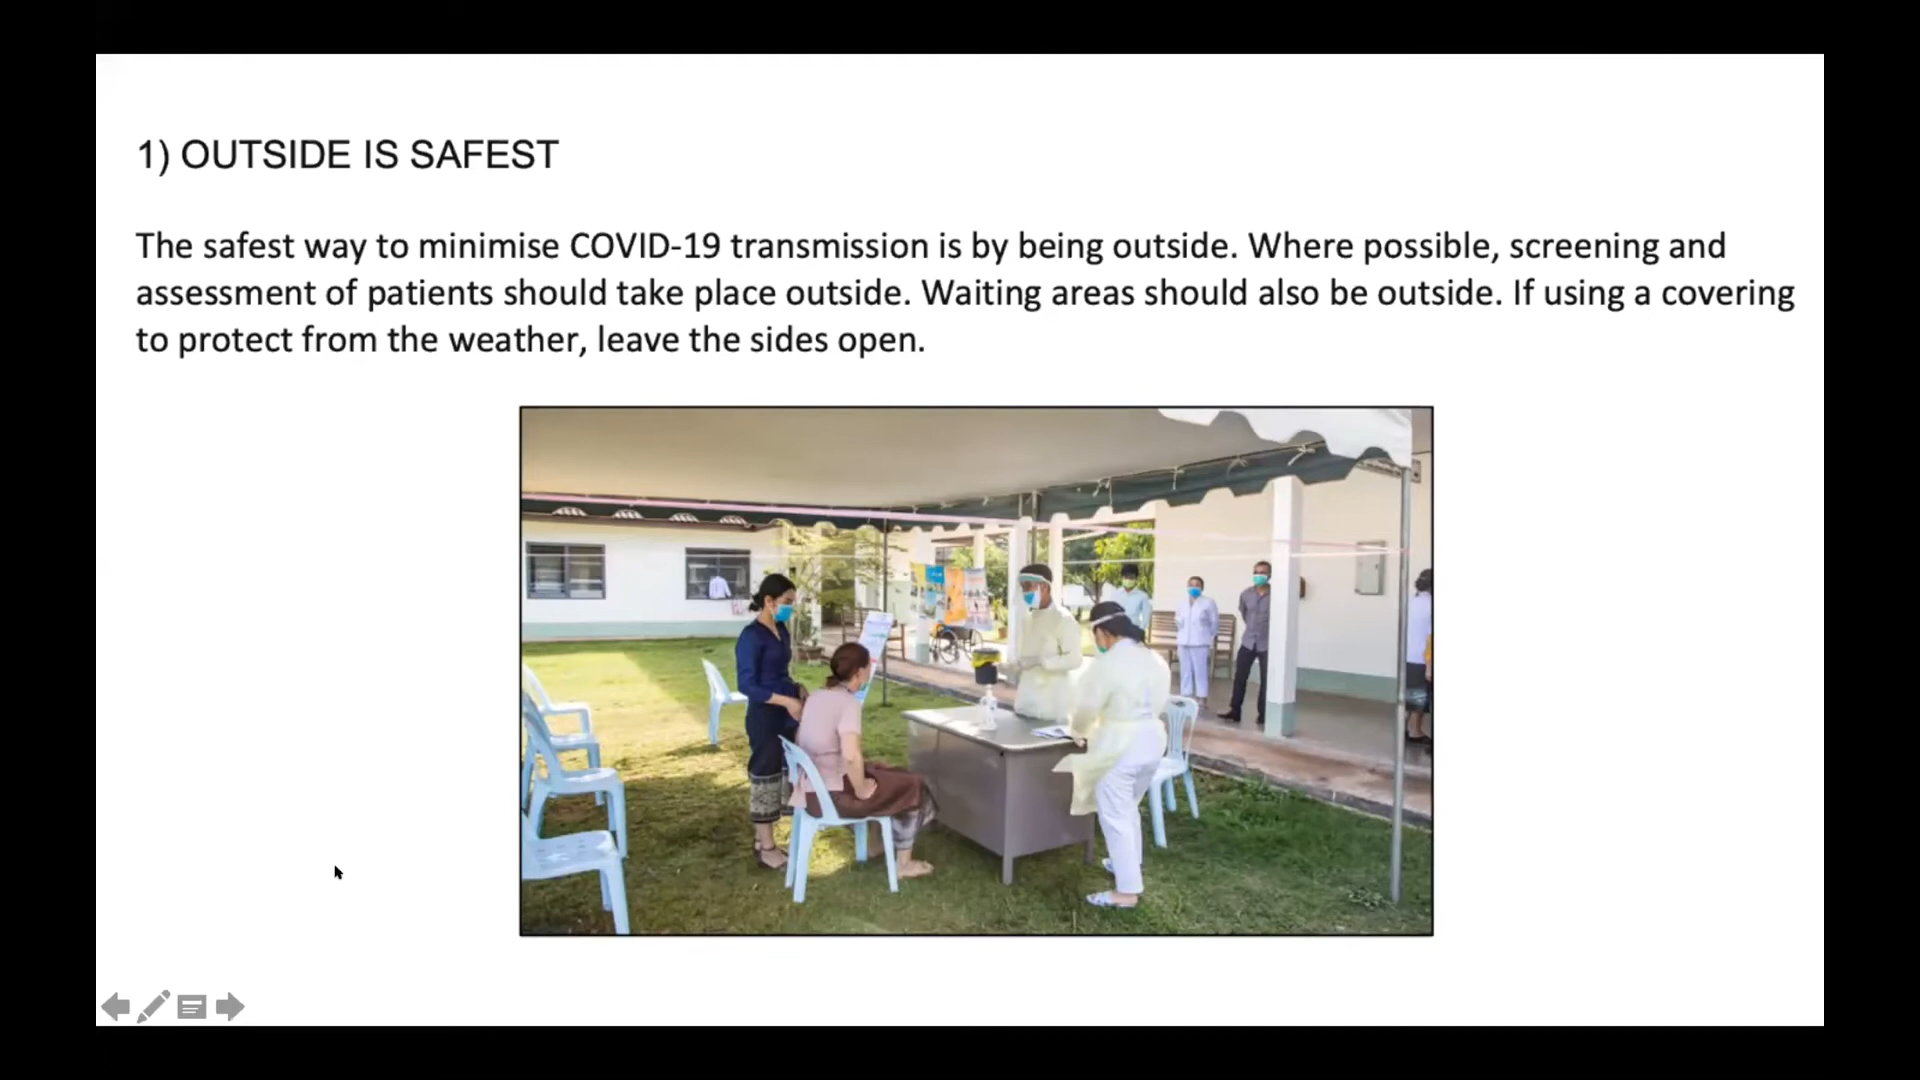 1) OUTSIDE IS SAFEST
The safest way to minimise COVID-19 transmission is by being outside. Where possible, screening and
assessment of patients should take place outside. Waiting areas should also be outside. If using a covering
to protect from the weather, leave the sides open.